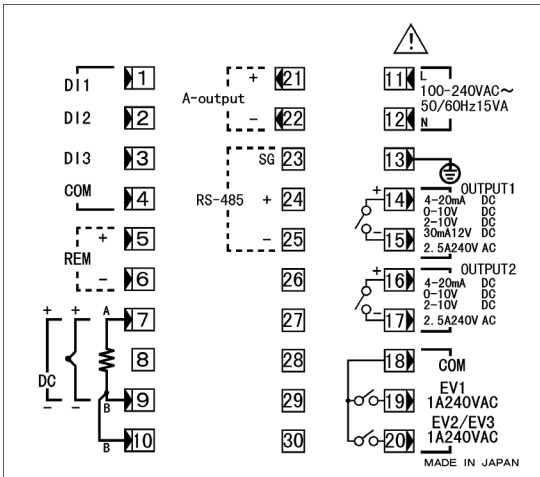 DI1
1
DI2
2
DI3
3
COM
4
+
5
REM
-
6
+ + A
7
8
DC
- - B
9
B
10
A-output
+
21
-
22
SG
23
RS-485 +
24
-
25
26
27
28
29
30
11
L
100-240VAC～
50/60Hz15VA
12
N
13
OUTPUT1
+
14
4-20mA DC
0-10V DC
2-10V DC
30mA12V DC
-
15
2.5A240V AC
OUTPUT2
+
16
4-20mA DC
0-10V DC
2-10V DC
-
17
2.5A240V AC
18
COM
EV1
19
1A240VAC
EV2/EV3
20
1A240VAC
MADE IN JAPAN